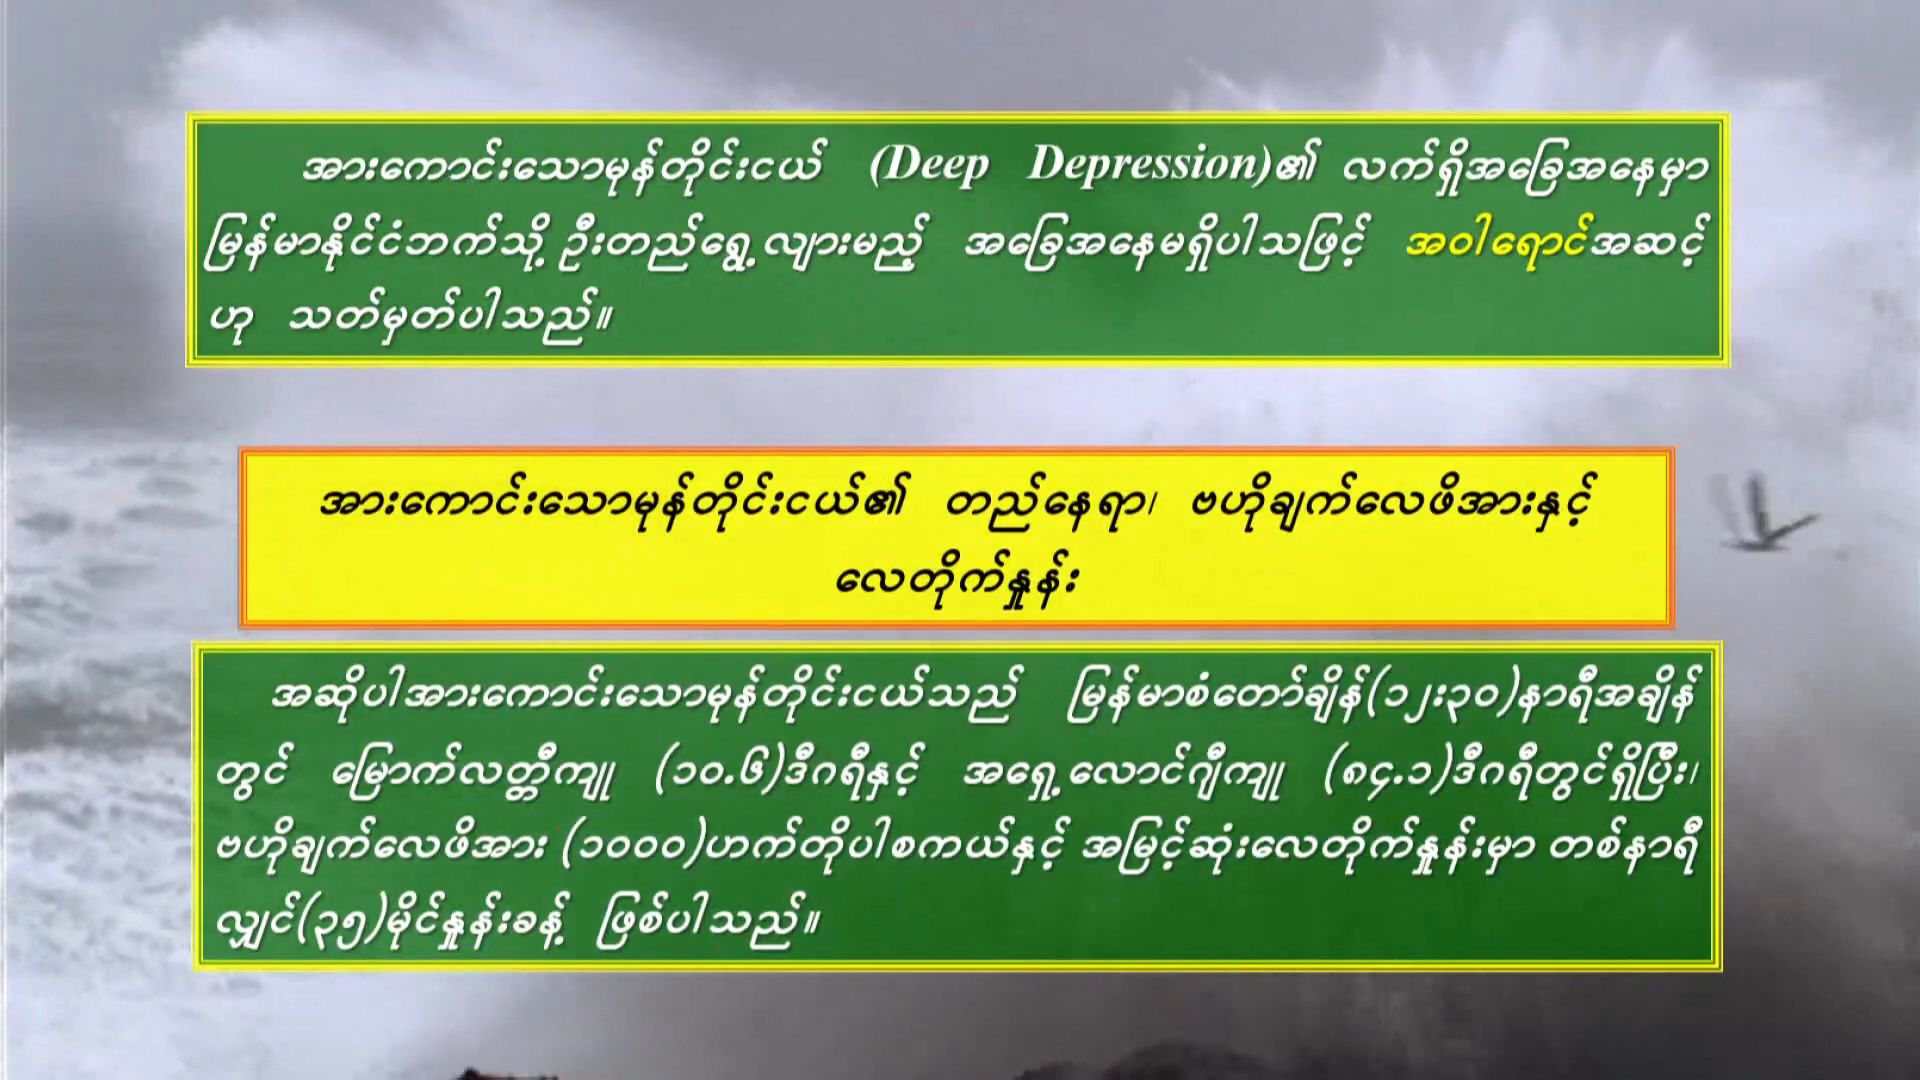 အားကောင်းသောမုန်တိုင်းငယ် (Deep Depression)၏ လက်ရှိအခြေအနေမှာ
မြန်မာနိုင်ငံဘက်သို့ ဦးတည်ရွေ့လျားမည့် အခြေအနေမရှိပါသဖြင့် အဝါရောင်အဆင့်
ဟု သတ်မှတ်ပါသည်။
အားကောင်းသောမုန်တိုင်းငယ်၏ တည်နေရာ၊ ဗဟိုချက်လေဖိအားနှင့်
လေတိုက်နှုန်း
အဆိုပါအားကောင်းသောမုန်တိုင်းငယ်သည် မြန်မာစံတော်ချိန်(၁၂း၃၀)နာရီအချိန်
တွင် မြောက်လတ္တီကျု (၁၀.၆)ဒီဂရီနှင့် အရှေ့လောင်ဂျီကျု (၈၄.၁)ဒီဂရီတွင်ရှိပြီး၊
ဗဟိုချက်လေဖိအား (၁၀၀၀)ဟက်တိုပါစကယ်နှင့် အမြင့်ဆုံးလေတိုက်နှုန်းမှာ တစ်နာရီ
လျှင်(၃၅)မိုင်နှုန်းခန့် ဖြစ်ပါသည်။